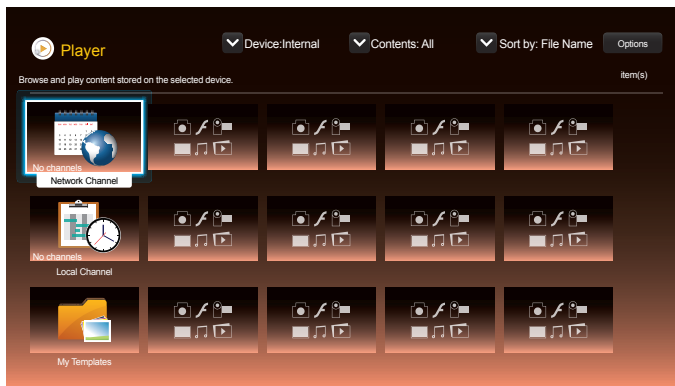 Player
Device:Internal
Contents: All
Sort by: File Name
Options
Browse and play content stored on the selected device.
item(s)
No channels
Network Channel
No channels
Local Channel
My Templates